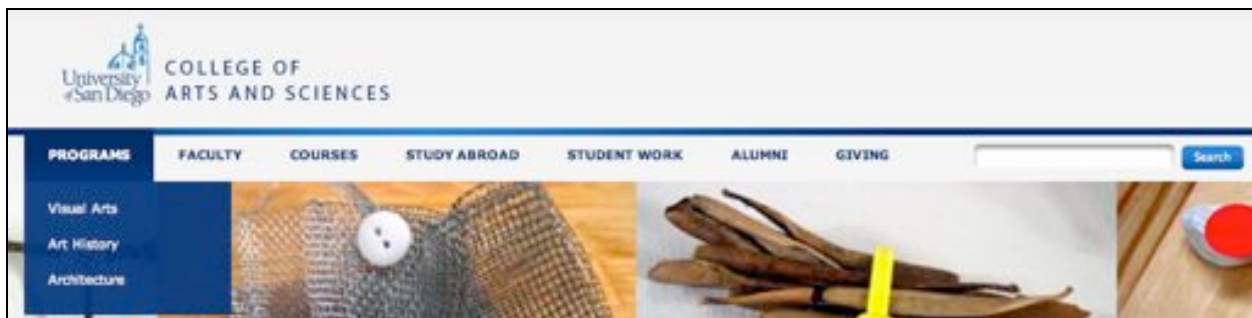 University
of San Diego
COLLEGE OF
ARTS AND SCIENCES
PROGRAMS FACULTY COURSES STUDY ABROAD STUDENT WORK ALUMNI GIVING Search
Visual Arts
Art History
Architecture